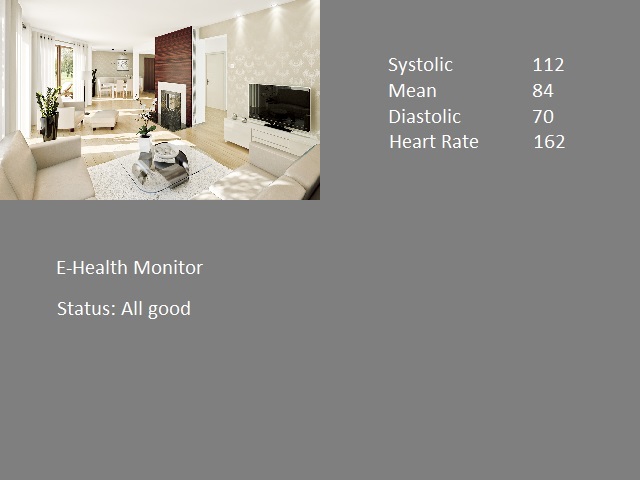 Systolic 112
Mean 84
Diastolic 70
Heart Rate 162
E-Health Monitor
Status: All good